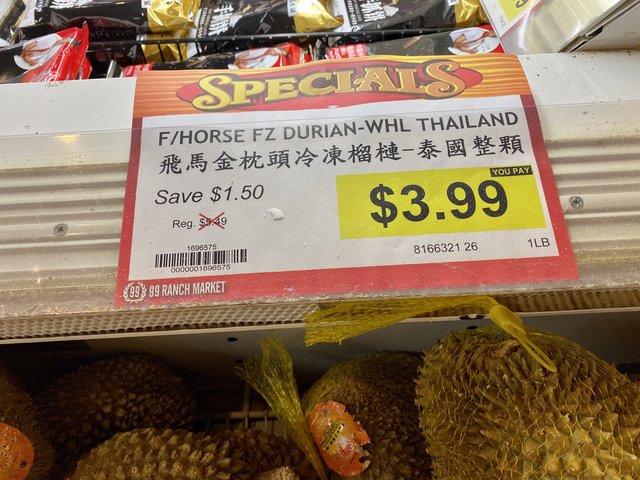 SPECIALS
F/HORSE FZ DURIAN-WHL THAILAND
飛馬金枕頭冷凍榴槤-泰國整顆
Save $1.50
YOU PAY
$3.99
Reg. $5.49
1696575
0000001696575
8166321 26
1LB
99 99 RANCH MARKET